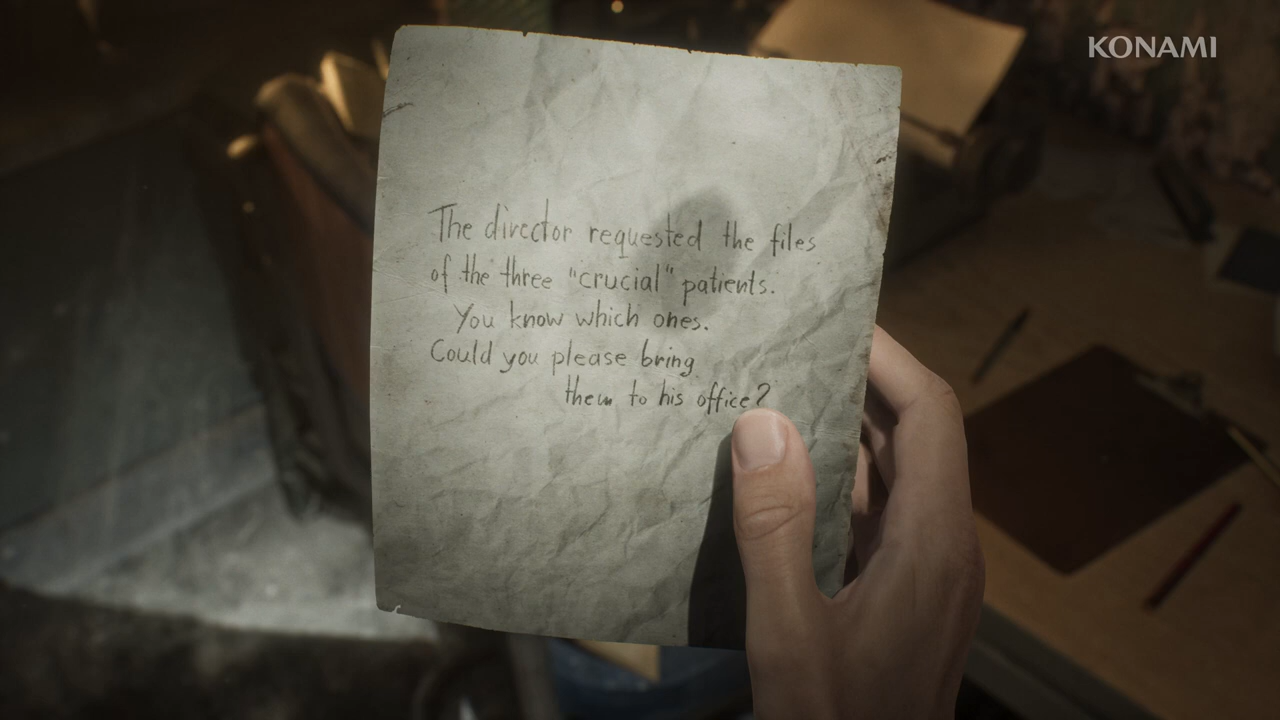 KONAMI
The director requested the files
of the three "crucial" patients.
You know which ones.
Could you please bring
them to his office?